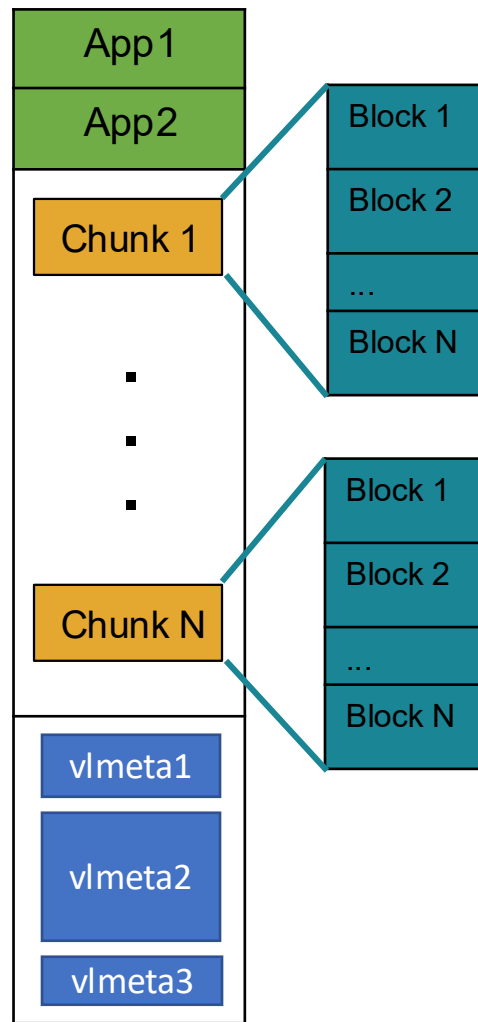 App1
App2
Chunk 1
Block 1
Block 2
...
Block N
Chunk N
Block 1
Block 2
...
Block N
vlmeta1
vlmeta2
vlmeta3